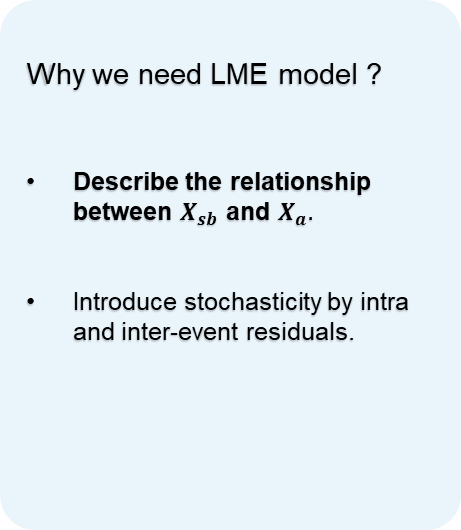 Why we need LME model ?
• Describe the relationship
between X_sb and X_a.
• Introduce stochasticity by intra
and inter-event residuals.